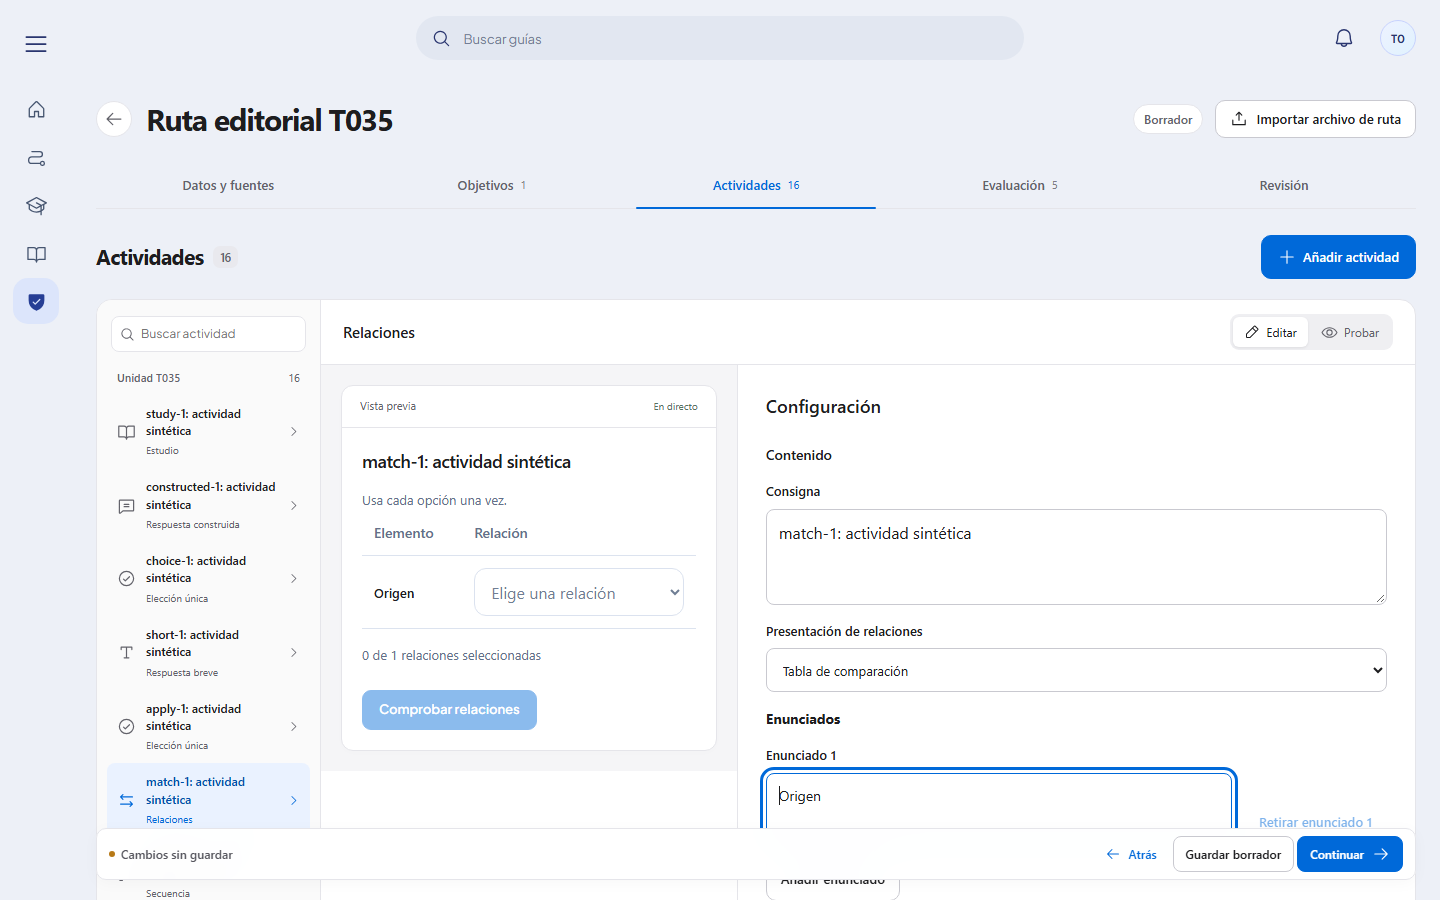 Buscar guías
TO
Ruta editorial T035
Borrador
Importar archivo de ruta
Datos y fuentes
Objetivos 1
Actividades 16
Evaluación 5
Revisión
Actividades 16
Añadir actividad
Buscar actividad
Unidad T035 16
study-1: actividad
sintética
Estudio
constructed-1: actividad
sintética
Respuesta construida
choice-1: actividad
sintética
Elección única
short-1: actividad
sintética
Respuesta breve
apply-1: actividad
sintética
Elección única
match-1: actividad
sintética
Relaciones
Secuencia
Relaciones
Editar
Probar
Vista previa
En directo
match-1: actividad sintética
Usa cada opción una vez.
Elemento Relación
Origen
Elige una relación
0 de 1 relaciones seleccionadas
Comprobar relaciones
Configuración
Contenido
Consigna
match-1: actividad sintética
Presentación de relaciones
Tabla de comparación
Enunciados
Enunciado 1
Origen
Retirar enunciado 1
Añadir enunciado
Cambios sin guardar
Atrás
Guardar borrador
Continuar